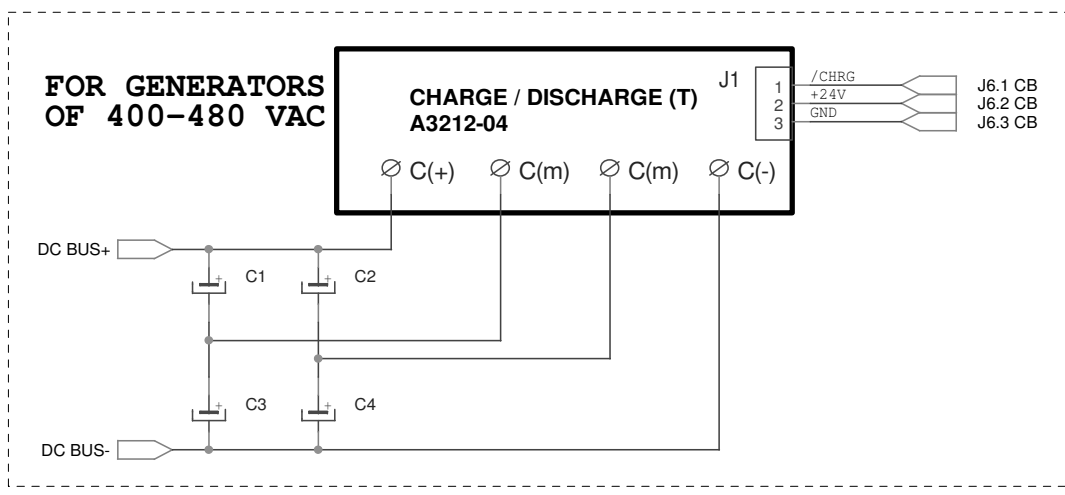 FOR GENERATORS
OF 400-480 VAC
CHARGE / DISCHARGE (T)
A3212-04
J1
1
2
3
/CHRG
+24V
GND
J6.1 CB
J6.2 CB
J6.3 CB
C(+)
C(m)
C(m)
C(-)
DC BUS+
C1
+
C2
+
C3
+
C4
+
DC BUS-